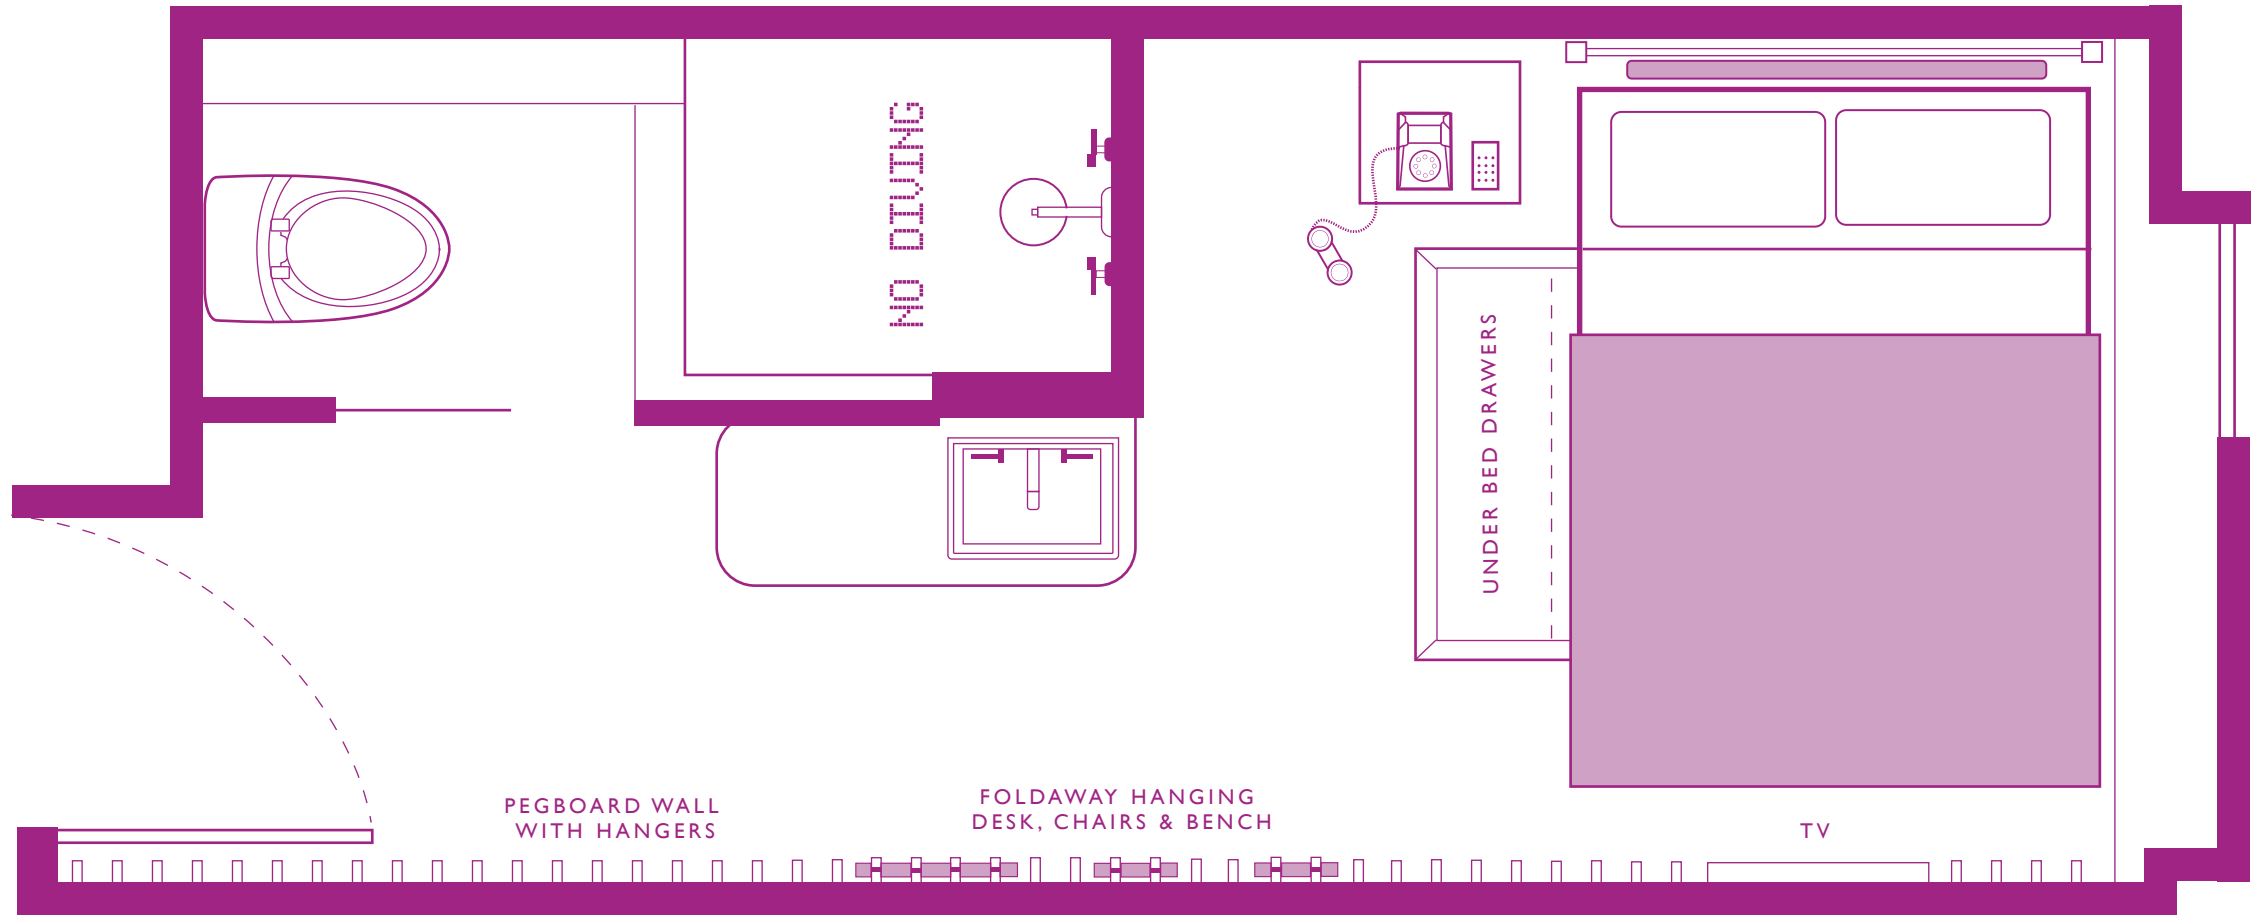 NO DIVING
UNDER BED DRAWERS
PEGBOARD WALL
WITH HANGERS
FOLDAWAY HANGING
DESK, CHAIRS & BENCH
TV